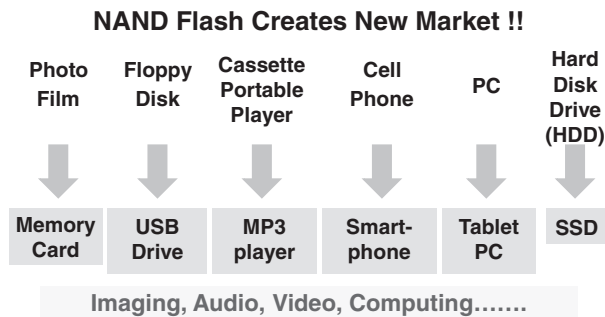 NAND Flash Creates New Market !!
Photo
Film
Floppy
Disk
Cassette
Portable
Player
Cell
Phone
PC
Hard
Disk
Drive
(HDD)
Memory
Card
USB
Drive
MP3
player
Smart-
phone
Tablet
PC
SSD
Imaging, Audio, Video, Computing.......